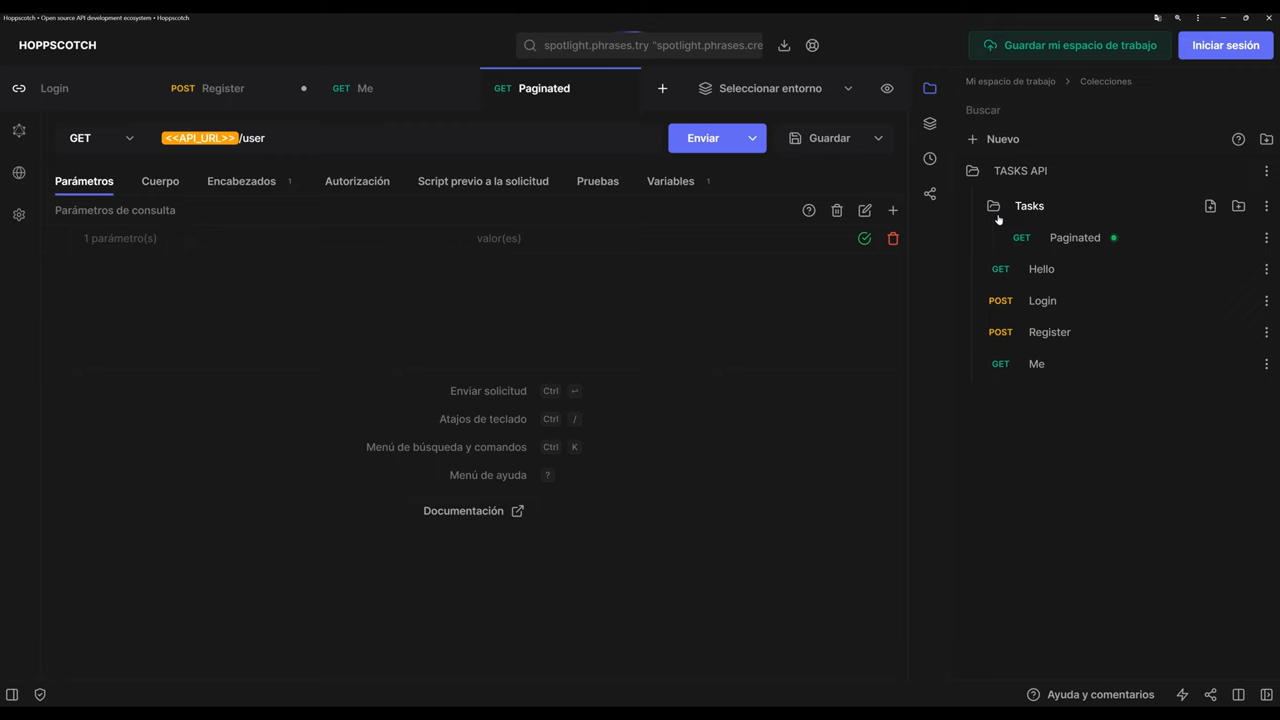 Hoppscotch • Open source API development ecosystem • Hoppscotch
HOPPSCOTCH
spotlight.phrases.try "spotlight.phrases.cre
Guardar mi espacio de trabajo
Iniciar sesión
Login
POST Register
GET Me
GET Paginated
Seleccionar entorno
Mi espacio de trabajo > Colecciones
Buscar
GET
<<API_URL>>/user
Enviar
Guardar
Nuevo
TASKS API
Parámetros
Cuerpo
Encabezados 1
Autorización
Script previo a la solicitud
Pruebas
Variables 1
Tasks
Parámetros de consulta
1 parámetro(s)
valor(es)
GET Paginated
GET Hello
POST Login
POST Register
GET Me
Enviar solicitud Ctrl ↩
Atajos de teclado Ctrl /
Menú de búsqueda y comandos Ctrl K
Menú de ayuda ?
Documentación
Ayuda y comentarios